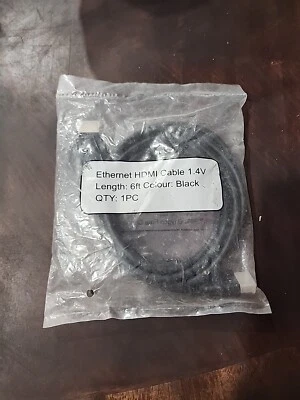 Ethernet HDMI Cable 1.4V
Length: 6ft Colour: Black
QTY: 1PC